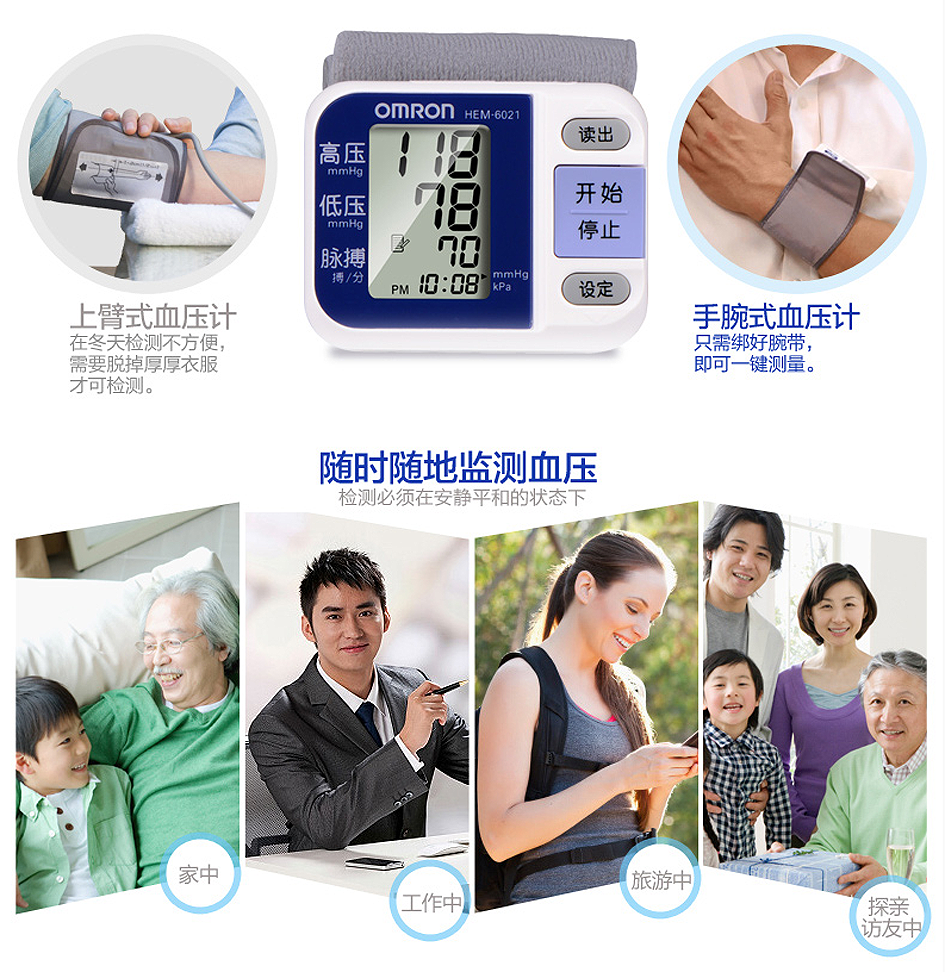 OMRON HEM-6021
高压
mmHg
118
低压
mmHg
78
脉搏
搏/分
70
PM 10:08
mmHg
kPa
读出
开始
停止
设定
上臂式血压计
在冬天检测不方便，
需要脱掉厚厚衣服
才可检测。
手腕式血压计
只需绑好腕带，
即可一键测量。
随时随地监测血压
检测必须在安静平和的状态下
家中
工作中
旅游中
探亲
访友中